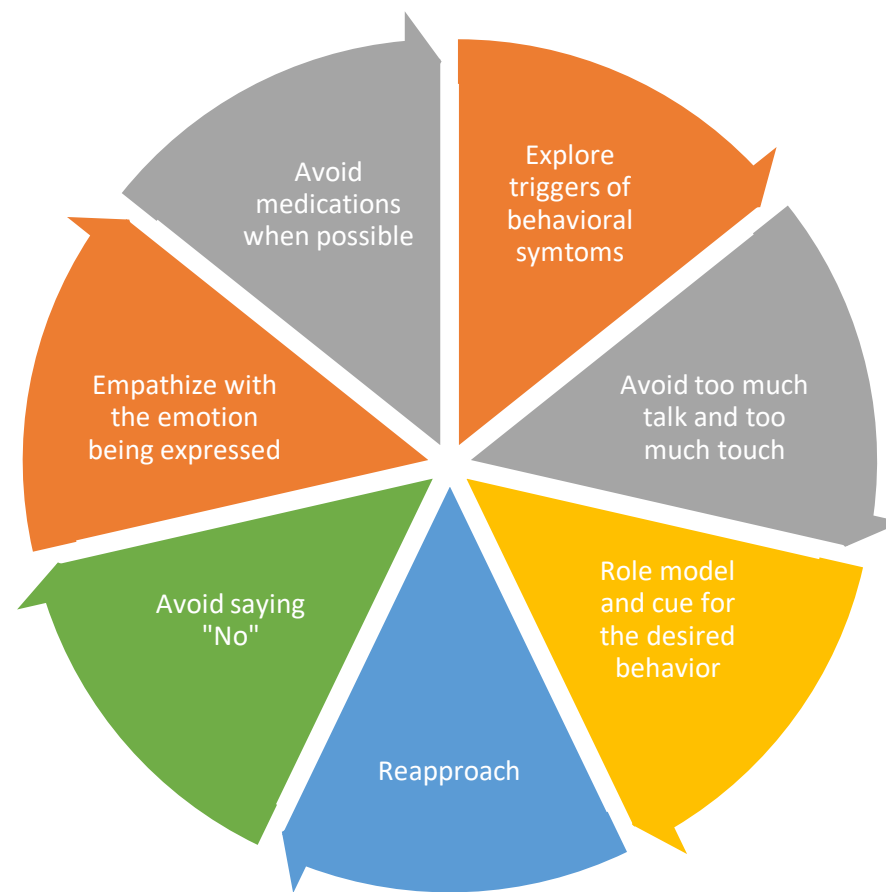 Explore
triggers of
behavioral
symtoms
Avoid too much
talk and too
much touch
Role model
and cue for
the desired
behavior
Reapproach
Avoid saying
"No"
Empathize with
the emotion
being expressed
Avoid
medications
when possible